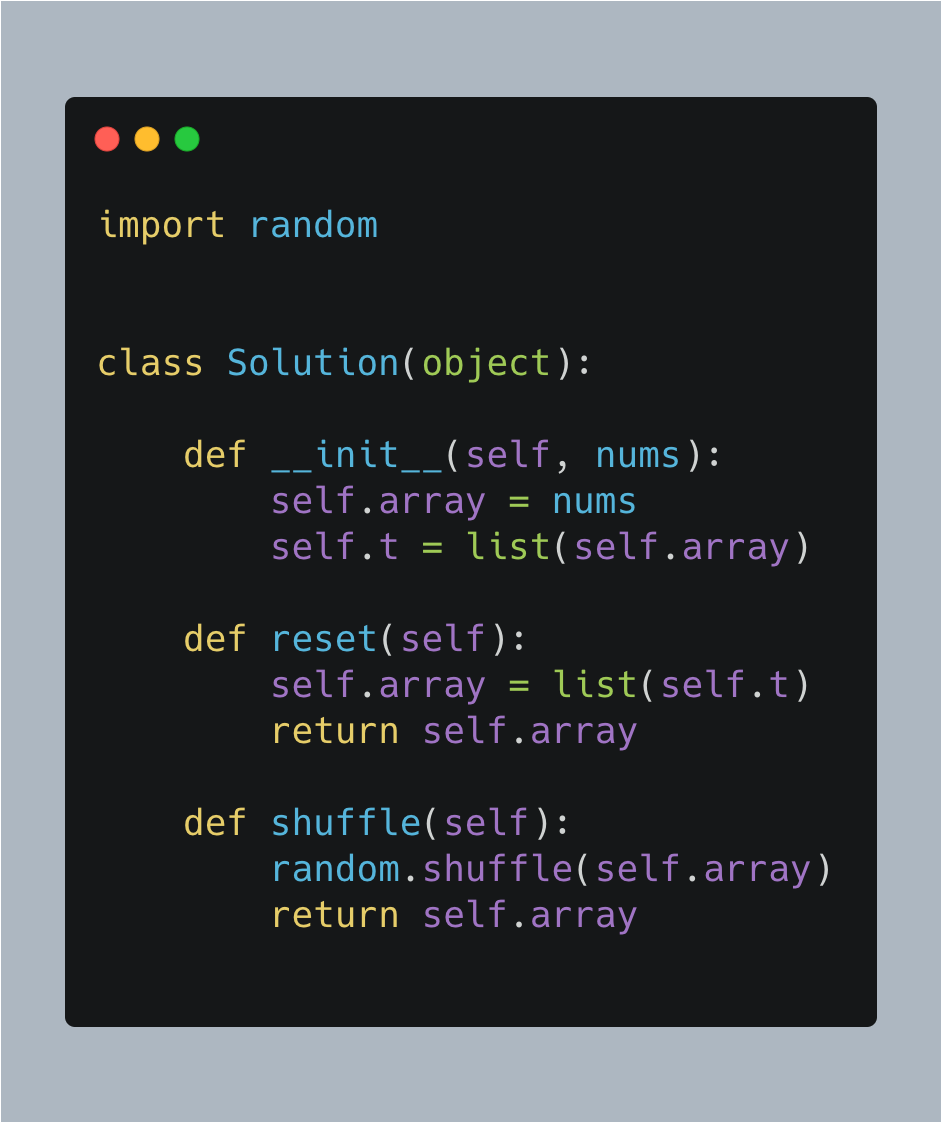 import random
class Solution(object):
    def __init__(self, nums):
        self.array = nums
        self.t = list(self.array)
    def reset(self):
        self.array = list(self.t)
        return self.array
    def shuffle(self):
        random.shuffle(self.array)
        return self.array